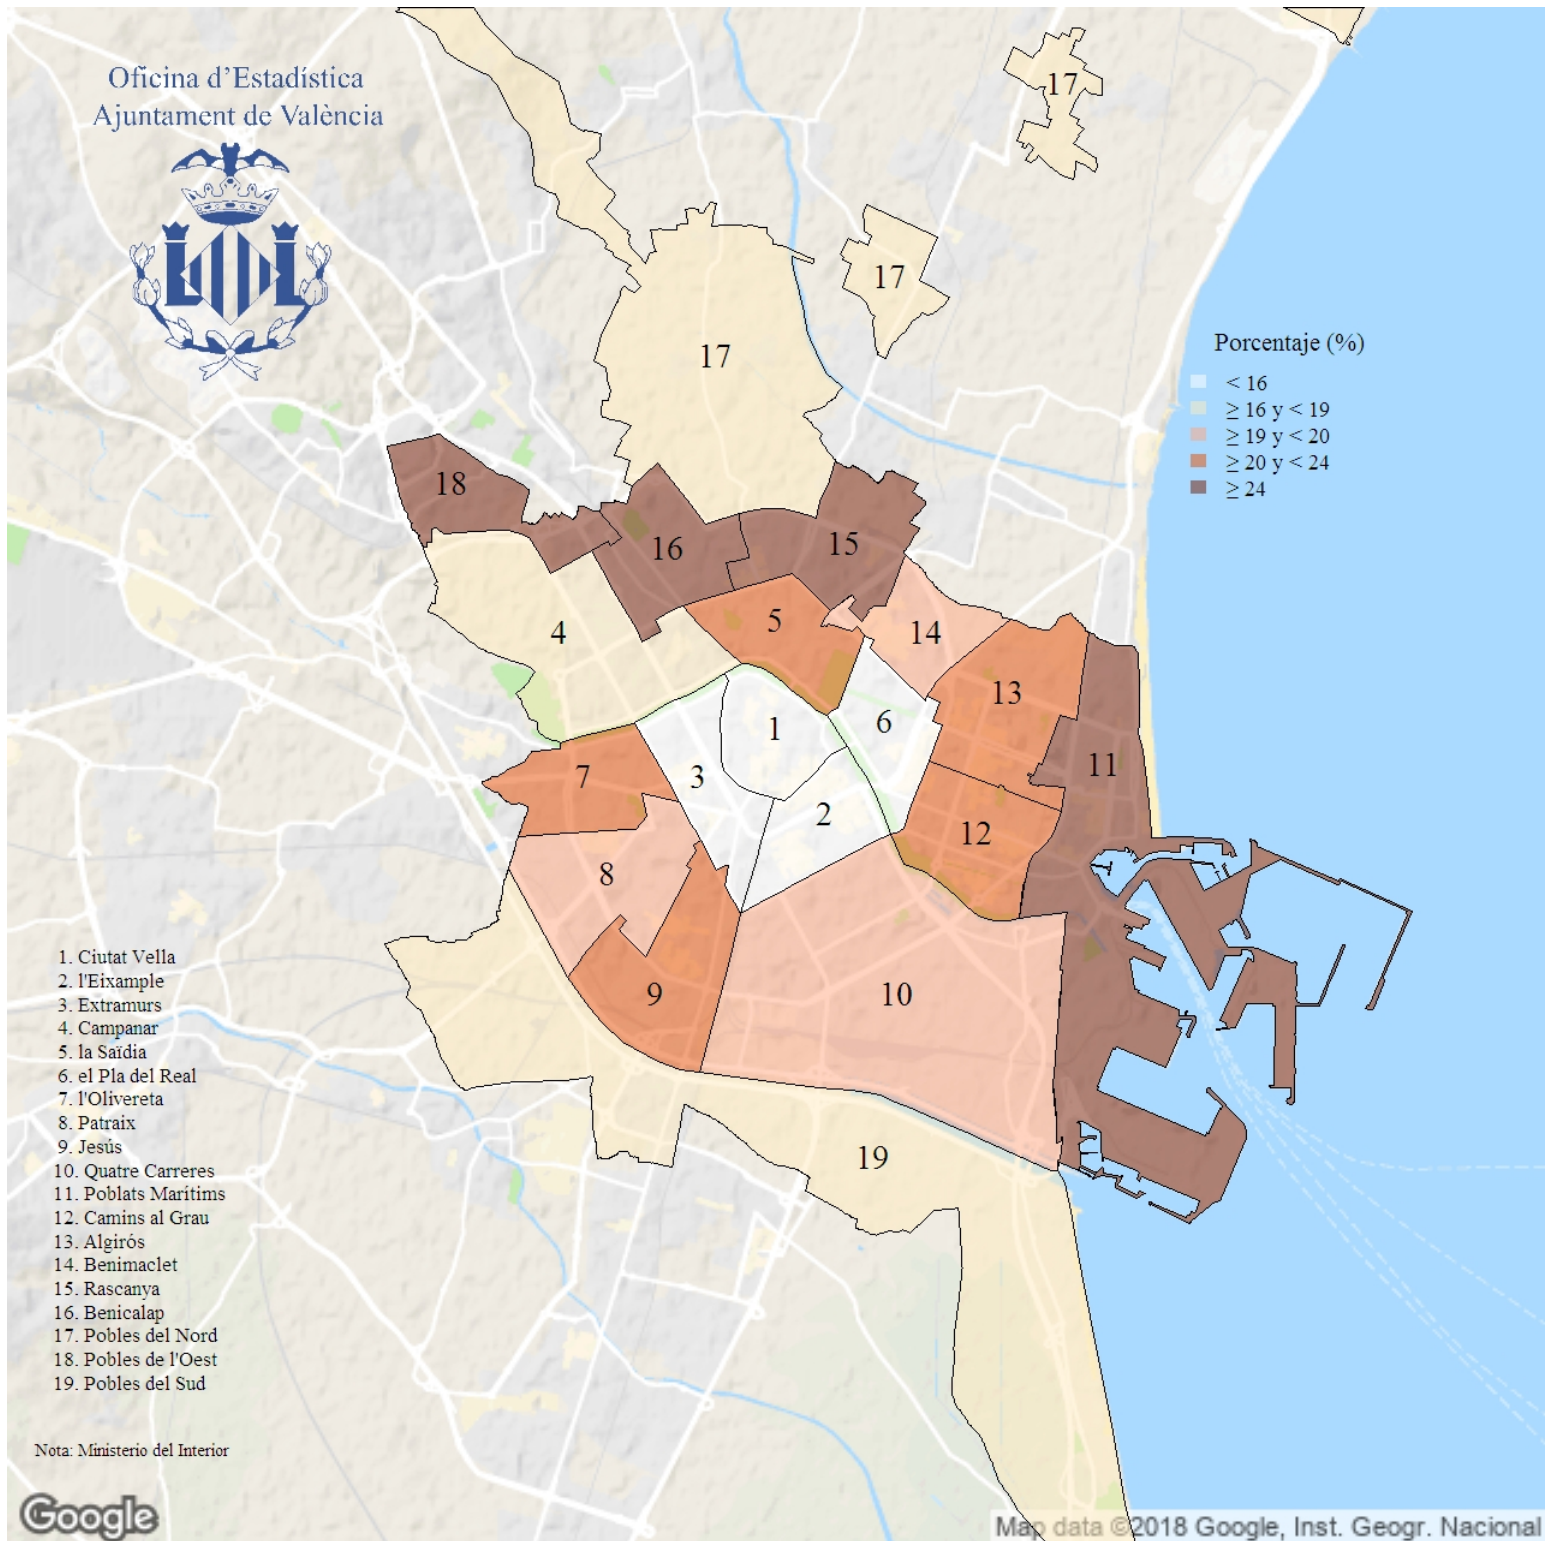 Oficina d'Estadística
Ajuntament de València
17
17
17
Porcentaje (%)
< 16
≥ 16 y < 19
≥ 19 y < 20
≥ 20 y < 24
≥ 24
18
16
15
4
5
14
13
6
1
11
7
3
2
12
8
9
10
19
1. Ciutat Vella
2. l'Eixample
3. Extramurs
4. Campanar
5. la Saïdia
6. el Pla del Real
7. l'Olivereta
8. Patraix
9. Jesús
10. Quatre Carreres
11. Poblats Marítims
12. Camins al Grau
13. Algirós
14. Benimaclet
15. Rascanya
16. Benicalap
17. Pobles del Nord
18. Pobles de l'Oest
19. Pobles del Sud
Nota: Ministerio del Interior
Google
Map data ©2018 Google, Inst. Geogr. Nacional